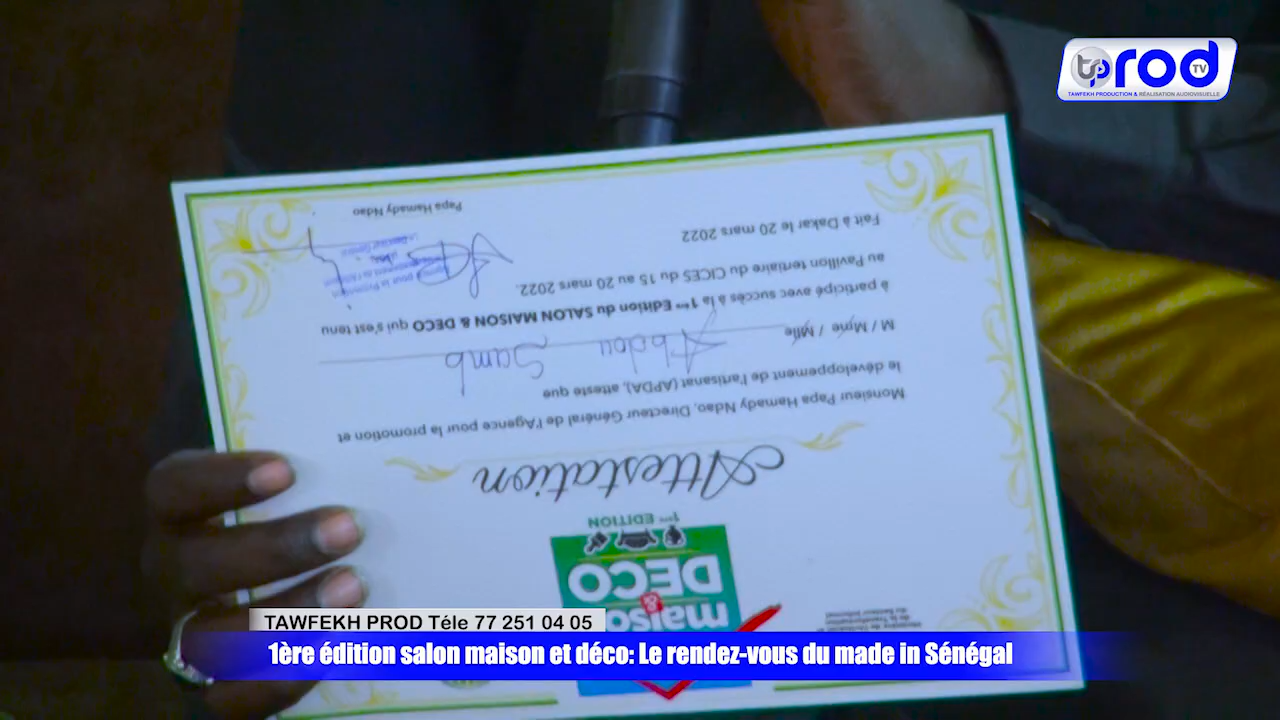 prod
TV
TAWFEKH PRODUCTION & RÉALISATION AUDIOVISUELLE
maison
&
DECO
1ère EDITION
Attestation
Monsieur Papa Hamady Ndao, Directeur Général de l'Agence pour la promotion et
le développement de l'artisanat (APDA), atteste que
M / Mme / Mlle Abdou Samb
à participé avec succès à la 1ère Edition du SALON MAISON & DECO qui s'est tenu
au Pavillon tertiaire du CICES du 15 au 20 mars 2022.
Fait à Dakar le 20 mars 2022
Le Directeur Général
Papa Hamady Ndao
TAWFEKH PROD Téle 77 251 04 05
1ère édition salon maison et déco: Le rendez-vous du made in Sénégal